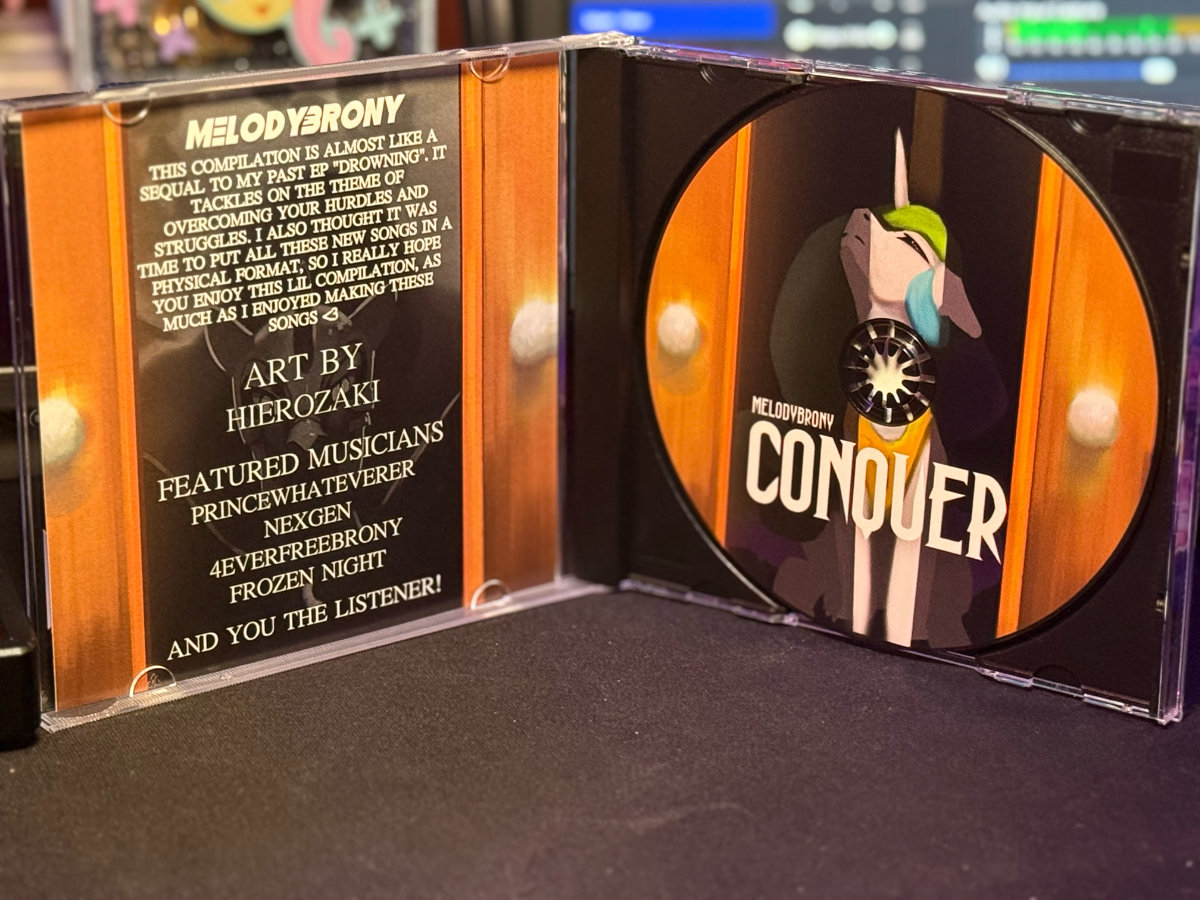 MELODYBRONY
THIS COMPILATION IS ALMOST LIKE A
SEQUAL TO MY PAST EP "DROWNING". IT
TACKLES ON THE THEME OF
OVERCOMING YOUR HURDLES AND
STRUGGLES. I ALSO THOUGHT IT WAS
TIME TO PUT ALL THESE NEW SONGS IN A
PHYSICAL FORMAT, SO I REALLY HOPE
YOU ENJOY THIS LIL COMPILATION, AS
MUCH AS I ENJOYED MAKING THESE
SONGS <3
ART BY
HIEROZAKI
FEATURED MUSICIANS
PRINCEWHATEVERER
NEXGEN
4EVERFREEBRONY
FROZEN NIGHT
AND YOU THE LISTENER!
MELODYBRONY
CONQUER